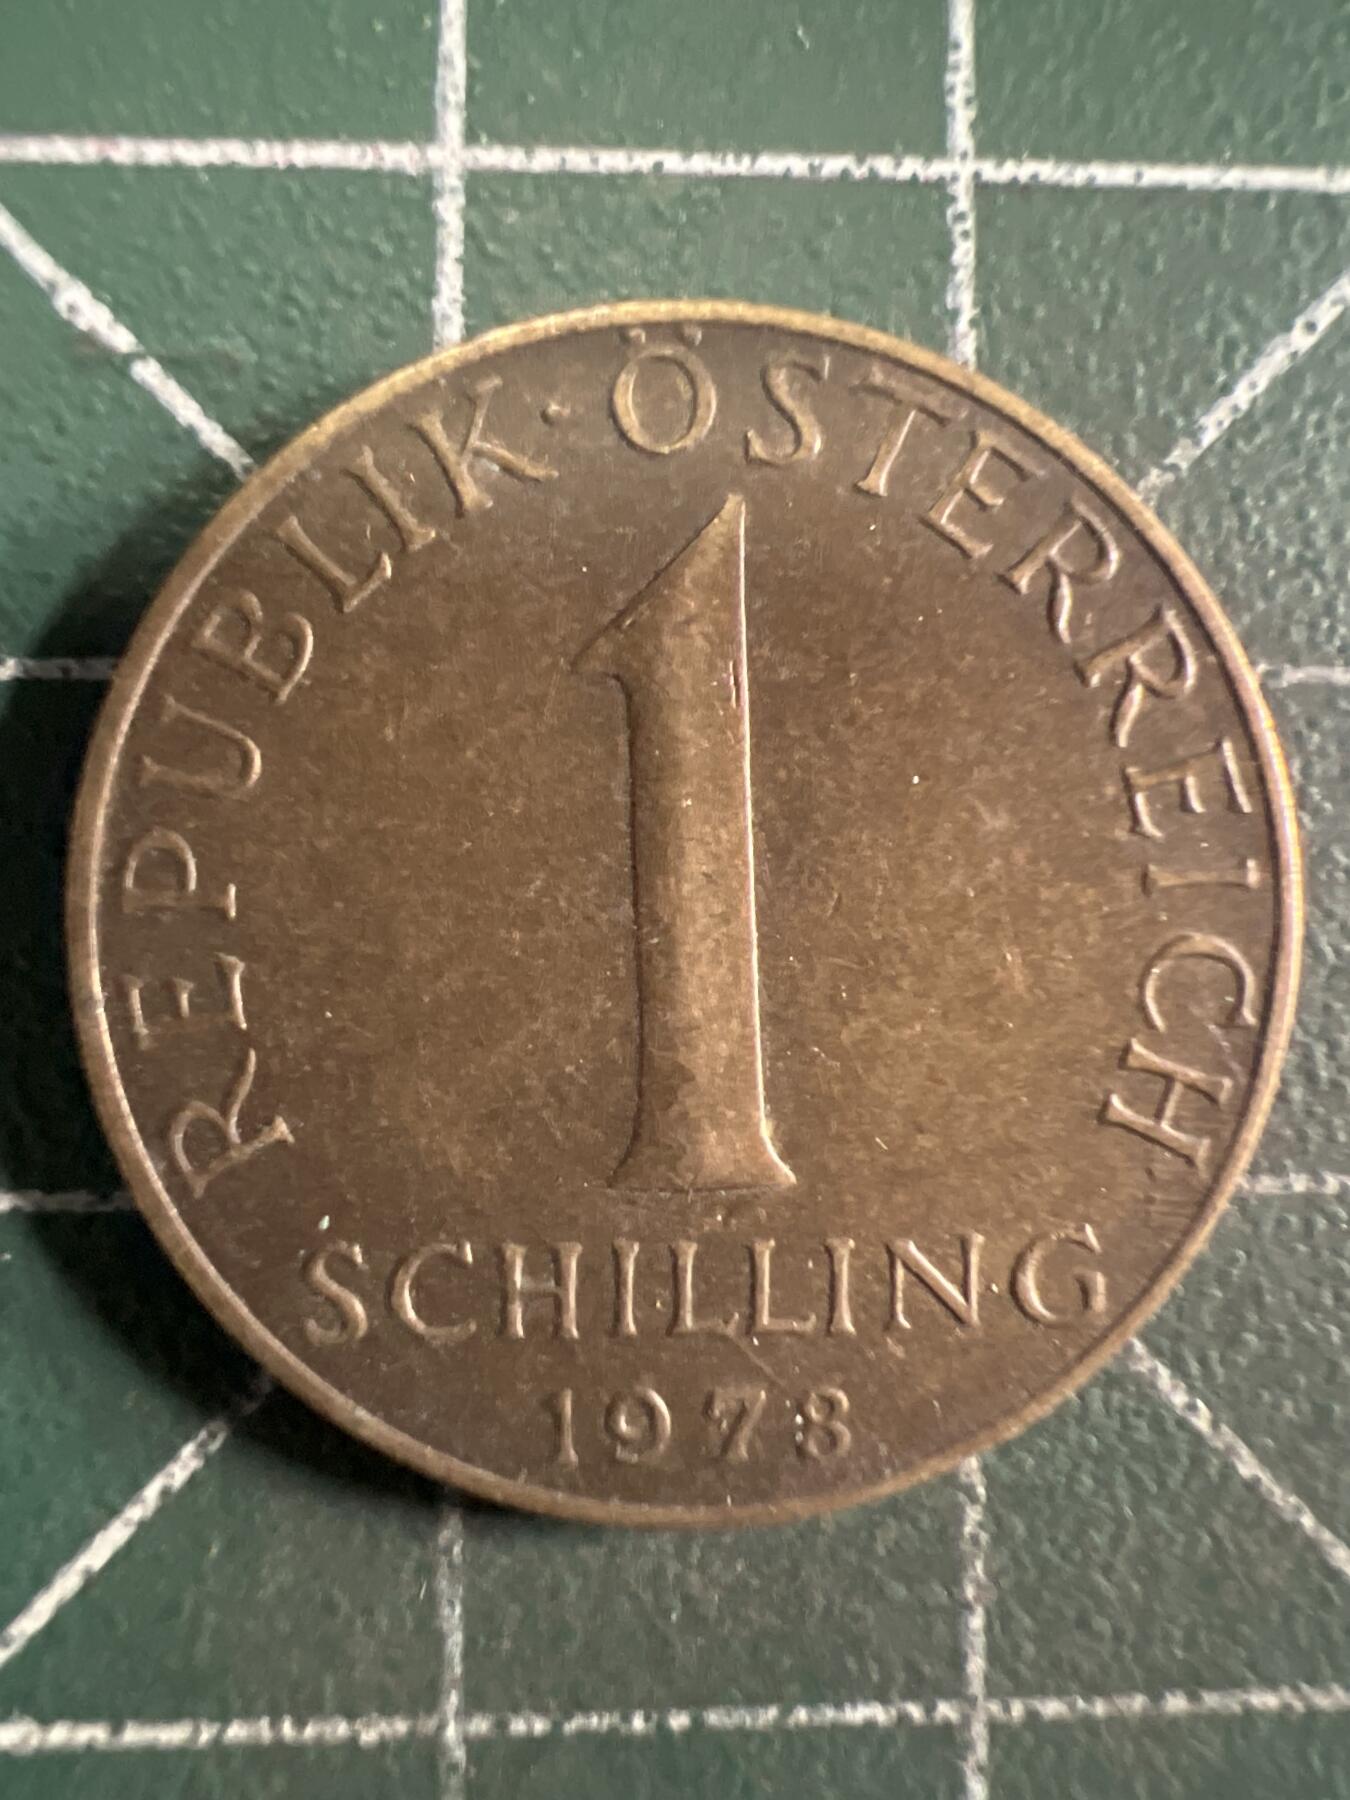 REPUBLIK · ÖSTERREICH
1
SCHILLING
1978